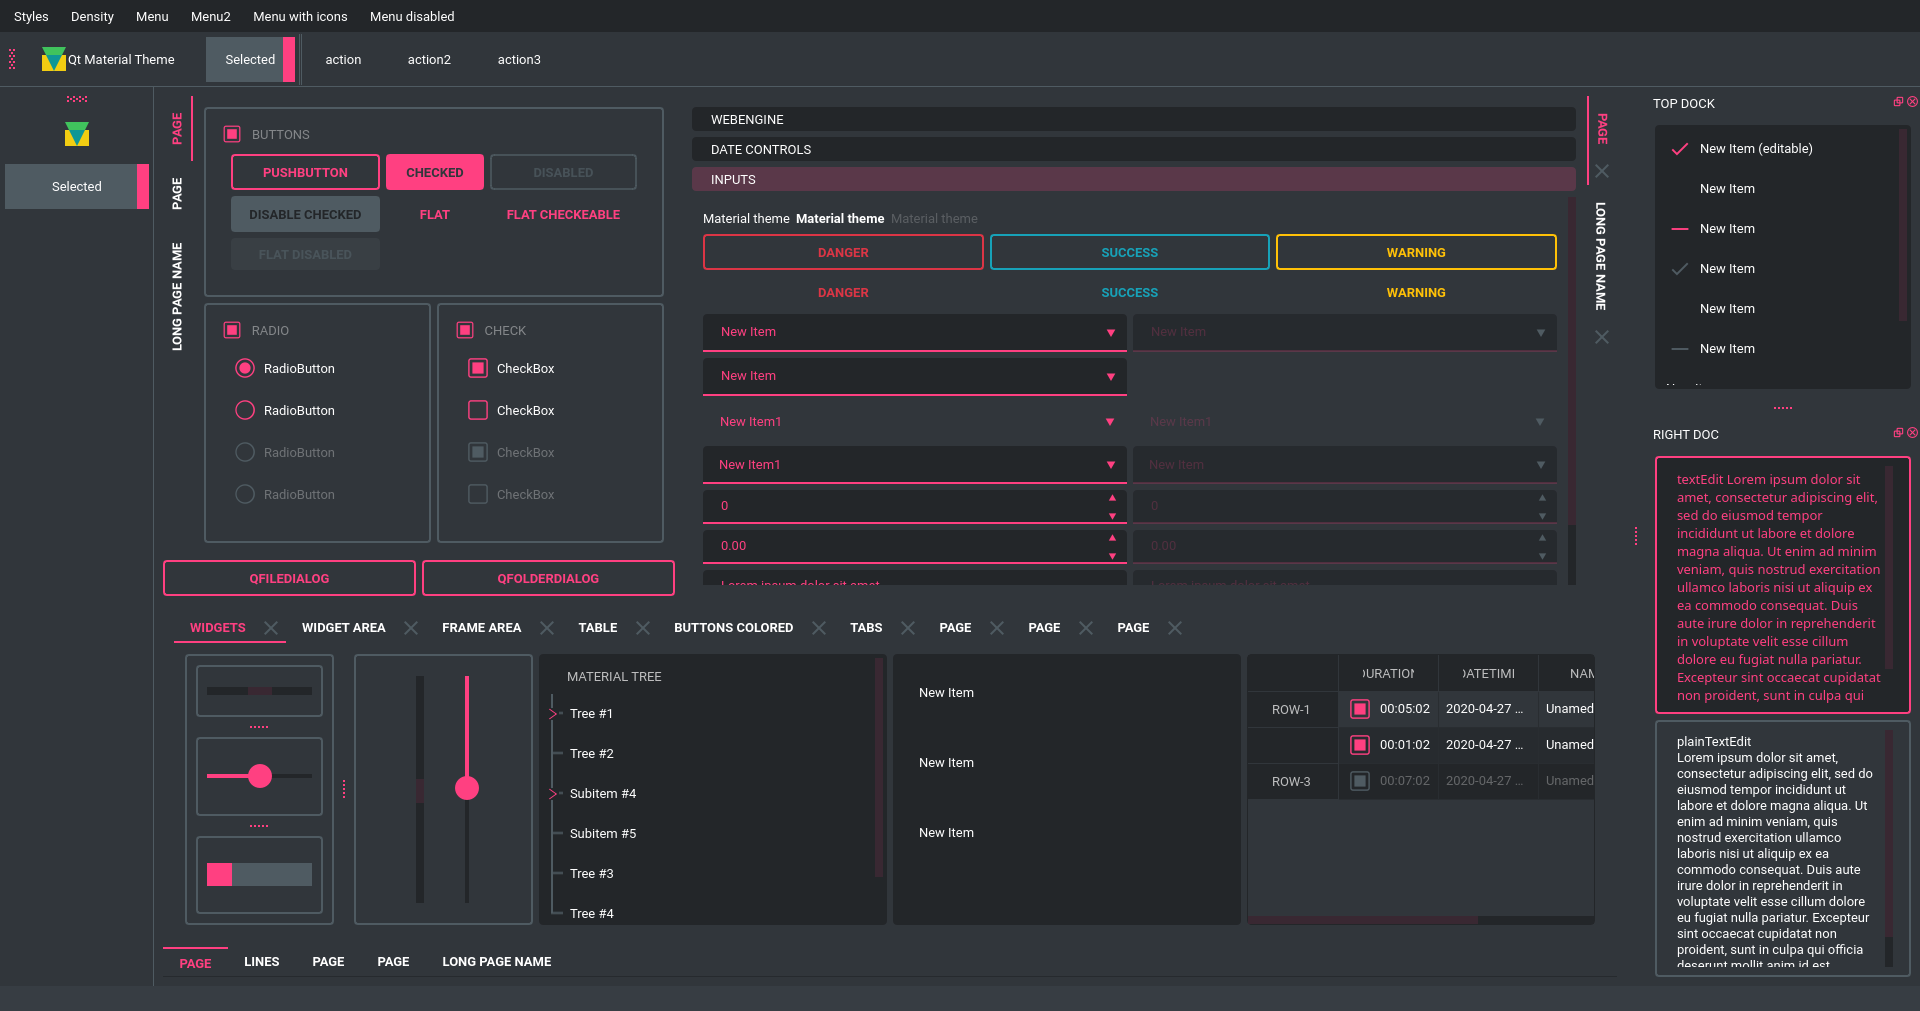 Styles Density Menu Menu2 Menu with icons Menu disabled
Qt Material Theme Selected action action2 action3
Selected
PAGE
PAGE
LONG PAGE NAME
BUTTONS
PUSHBUTTON CHECKED DISABLED
DISABLE CHECKED FLAT FLAT CHECKEABLE
FLAT DISABLED
RADIO
RadioButton
RadioButton
RadioButton
RadioButton
CHECK
CheckBox
CheckBox
CheckBox
CheckBox
QFILEDIALOG QFOLDERDIALOG
WEBENGINE
DATE CONTROLS
INPUTS
Material theme Material theme Material theme
DANGER SUCCESS WARNING
DANGER SUCCESS WARNING
New Item New Item
New Item
New Item1 New Item1
New Item1 New Item
0 0
0.00 0.00
Lorem ipsum dolor sit amet Lorem ipsum dolor sit amet
PAGE
LONG PAGE NAME
WIDGETS WIDGET AREA FRAME AREA TABLE BUTTONS COLORED TABS PAGE PAGE PAGE
MATERIAL TREE
Tree #1
Tree #2
Subitem #4
Subitem #5
Tree #3
Tree #4
New Item
New Item
New Item
URATION ATETIM NAM
ROW-1 00:05:02 2020-04-27 ... Unamed
00:01:02 2020-04-27 ... Unamed
ROW-3 00:07:02 2020-04-27 ... Unamed
PAGE LINES PAGE PAGE LONG PAGE NAME
TOP DOCK
New Item (editable)
New Item
New Item
New Item
New Item
New Item
RIGHT DOC
textEdit Lorem ipsum dolor sit
amet, consectetur adipiscing elit,
sed do eiusmod tempor
incididunt ut labore et dolore
magna aliqua. Ut enim ad minim
veniam, quis nostrud exercitation
ullamco laboris nisi ut aliquip ex
ea commodo consequat. Duis
aute irure dolor in reprehenderit
in voluptate velit esse cillum
dolore eu fugiat nulla pariatur.
Excepteur sint occaecat cupidatat
non proident, sunt in culpa qui
plainTextEdit
Lorem ipsum dolor sit amet,
consectetur adipiscing elit, sed do
eiusmod tempor incididunt ut
labore et dolore magna aliqua. Ut
enim ad minim veniam, quis
nostrud exercitation ullamco
laboris nisi ut aliquip ex ea
commodo consequat. Duis aute
irure dolor in reprehenderit in
voluptate velit esse cillum dolore
eu fugiat nulla pariatur. Excepteur
sint occaecat cupidatat non
proident, sunt in culpa qui officia
deserunt mollit anim id est